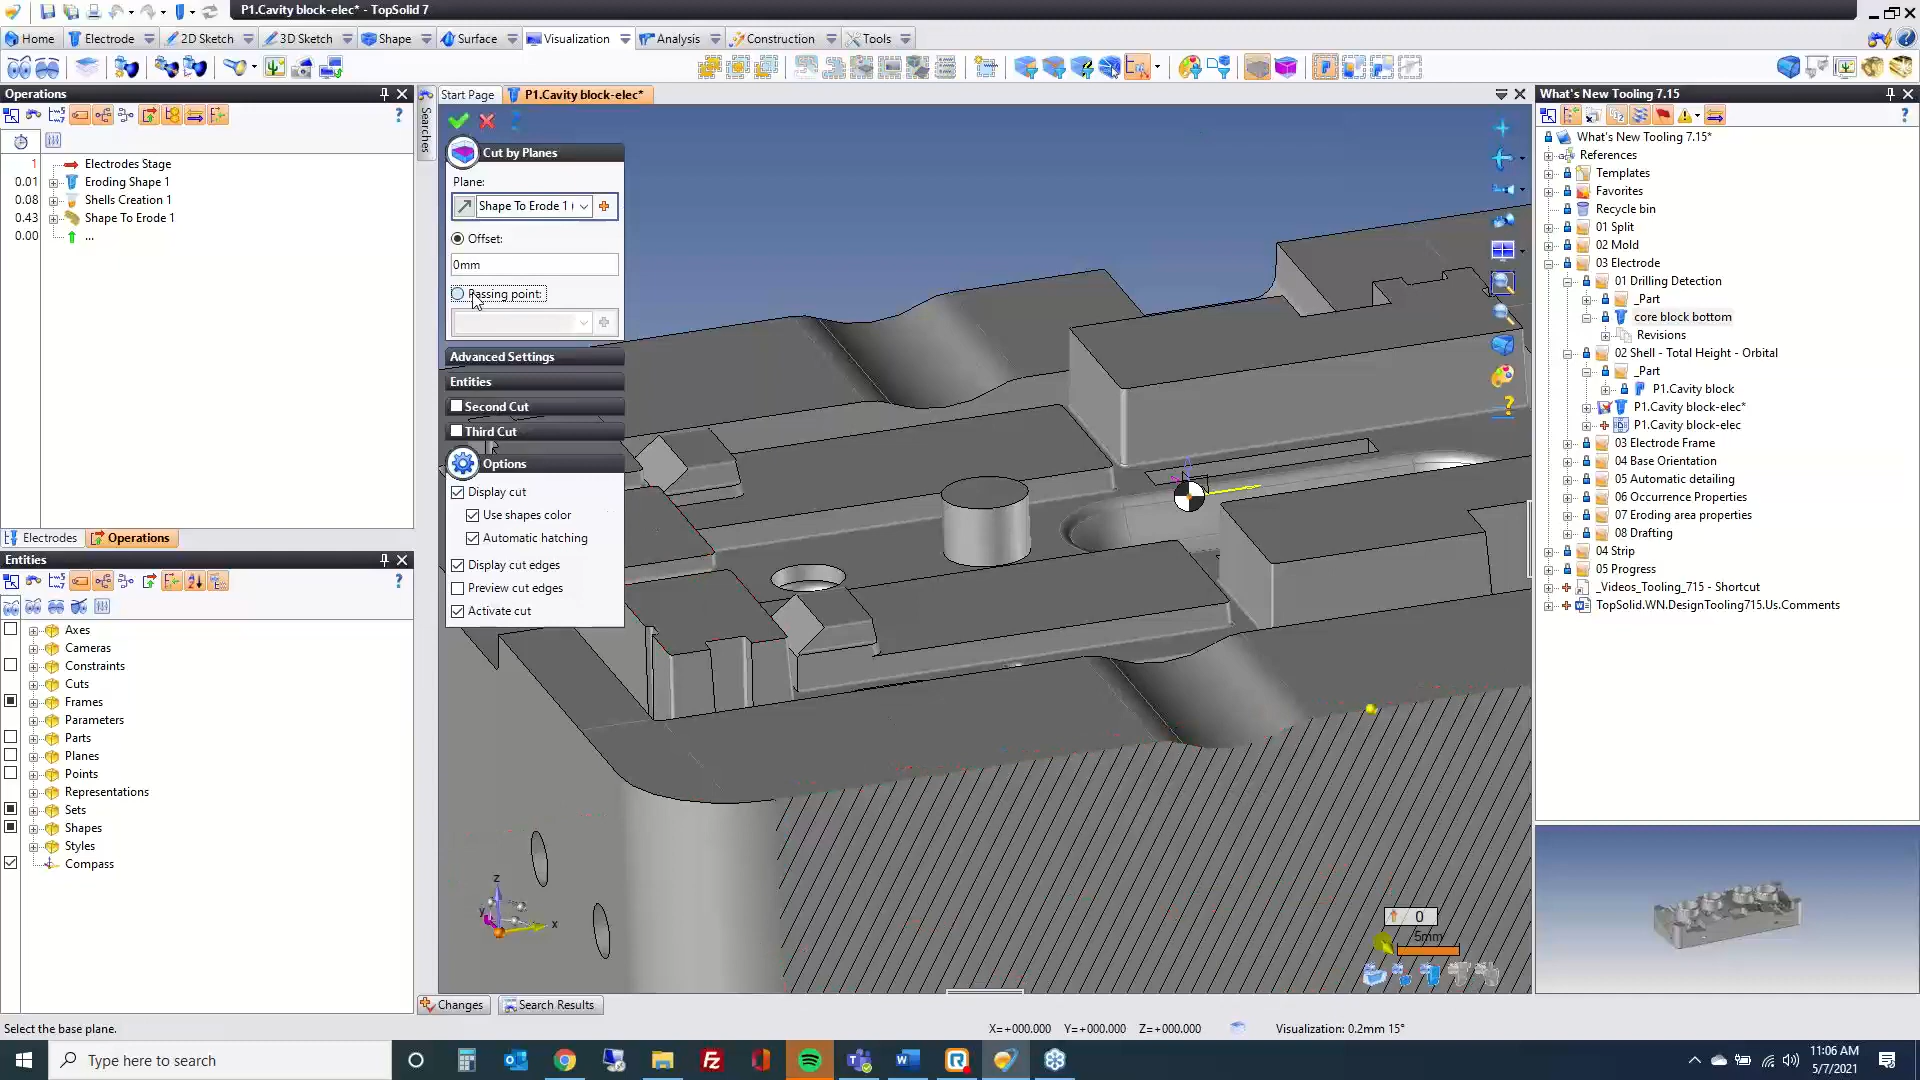 P1.Cavity block-elec* - TopSolid 7
Home
Electrode
2D Sketch
3D Sketch
Shape
Surface
Visualization
Analysis
Construction
Tools
Operations
1 Electrodes Stage
0.01 Eroding Shape 1
0.08 Shells Creation 1
0.43 Shape To Erode 1
0.00 ...
Electrodes
Operations
Entities
Axes
Cameras
Constraints
Cuts
Frames
Parameters
Parts
Planes
Points
Representations
Sets
Shapes
Styles
Compass
Searches
Start Page
P1.Cavity block-elec*
Cut by Planes
Plane:
Shape To Erode 1 (
Offset:
0mm
Passing point:
Advanced Settings
Entities
Second Cut
Third Cut
Options
Display cut
Use shapes color
Automatic hatching
Display cut edges
Preview cut edges
Activate cut
z
y
x
0
5mm
What's New Tooling 7.15
What's New Tooling 7.15*
References
Templates
Favorites
Recycle bin
01 Split
02 Mold
03 Electrode
01 Drilling Detection
_Part
core block bottom
Revisions
02 Shell - Total Height - Orbital
_Part
P1.Cavity block
P1.Cavity block-elec*
P1.Cavity block-elec
03 Electrode Frame
04 Base Orientation
05 Automatic detailing
06 Occurrence Properties
07 Eroding area properties
08 Drafting
04 Strip
05 Progress
_Videos_Tooling_715 - Shortcut
TopSolid.WN.DesignTooling715.Us.Comments
Changes
Search Results
Select the base plane.
X=+000.000 Y=+000.000 Z=+000.000
Visualization: 0.2mm 15°
Type here to search
11:06 AM
5/7/2021